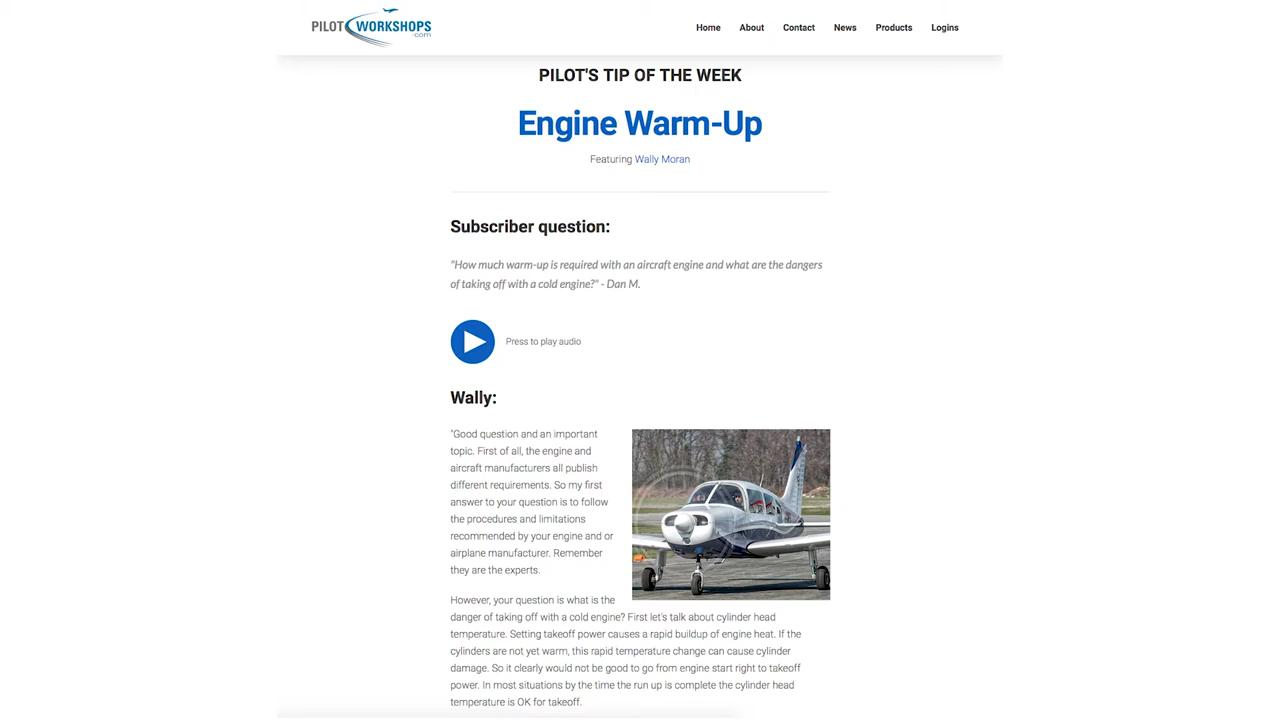 PILOT WORKSHOPS
.com
Home About Contact News Products Logins
PILOT'S TIP OF THE WEEK
Engine Warm-Up
Featuring Wally Moran
Subscriber question:
"How much warm-up is required with an aircraft engine and what are the dangers
of taking off with a cold engine?" - Dan M.
Press to play audio
Wally:
"Good question and an important
topic. First of all, the engine and
aircraft manufacturers all publish
different requirements. So my first
answer to your question is to follow
the procedures and limitations
recommended by your engine and or
airplane manufacturer. Remember
they are the experts.
However, your question is what is the
danger of taking off with a cold engine? First let's talk about cylinder head
temperature. Setting takeoff power causes a rapid buildup of engine heat. If the
cylinders are not yet warm, this rapid temperature change can cause cylinder
damage. So it clearly would not be good to go from engine start right to takeoff
power. In most situations by the time the run up is complete the cylinder head
temperature is OK for takeoff.